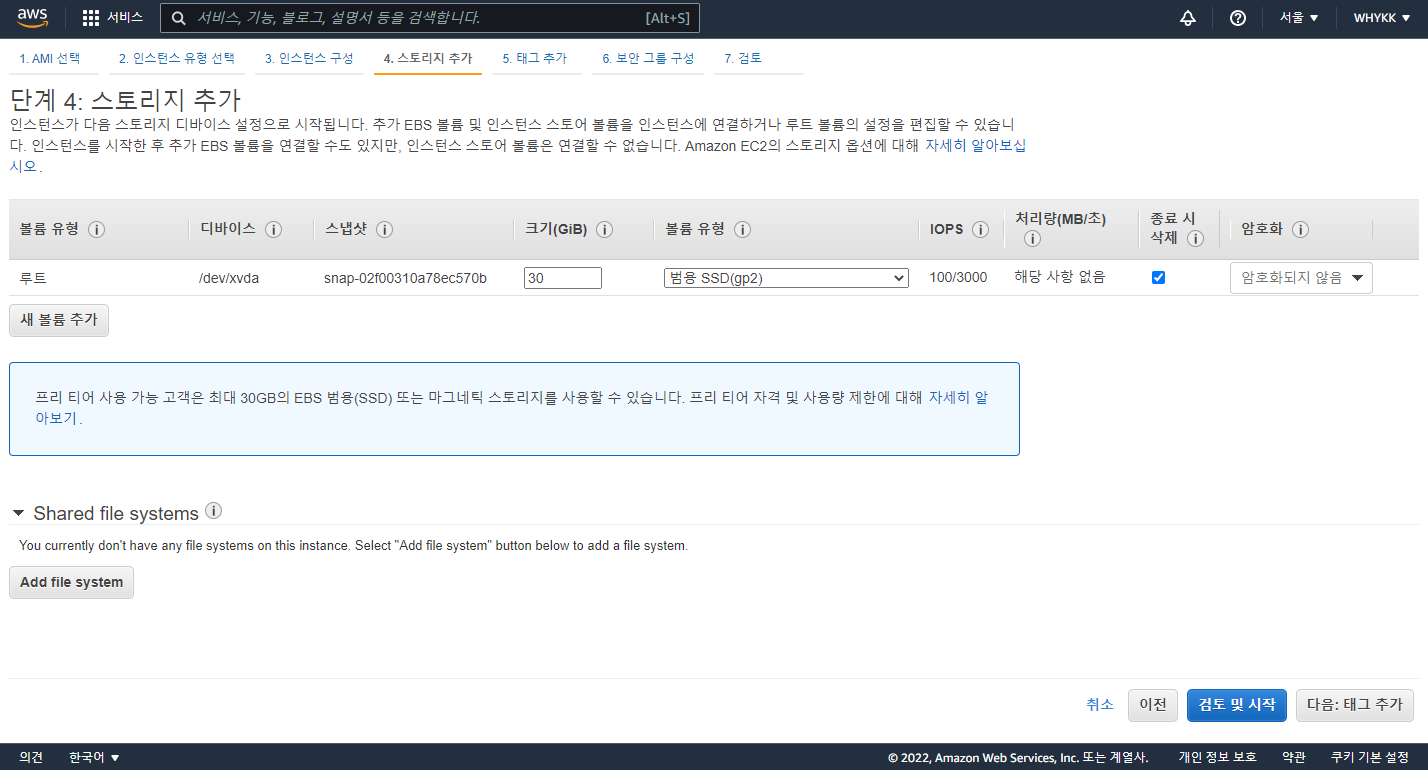 aws
서비스
서비스, 기능, 블로그, 설명서 등을 검색합니다.
[Alt+S]
서울
WHYKK
1. AMI 선택
2. 인스턴스 유형 선택
3. 인스턴스 구성
4. 스토리지 추가
5. 태그 추가
6. 보안 그룹 구성
7. 검토
단계 4: 스토리지 추가
인스턴스가 다음 스토리지 디바이스 설정으로 시작됩니다. 추가 EBS 볼륨 및 인스턴스 스토어 볼륨을 인스턴스에 연결하거나 루트 볼륨의 설정을 편집할 수 있습니
다. 인스턴스를 시작한 후 추가 EBS 볼륨을 연결할 수도 있지만, 인스턴스 스토어 볼륨은 연결할 수 없습니다. Amazon EC2의 스토리지 옵션에 대해 자세히 알아보십
시오.
볼륨 유형
디바이스
스냅샷
크기(GiB)
볼륨 유형
IOPS
처리량(MB/초)
종료 시
삭제
암호화
루트
/dev/xvda
snap-02f00310a78ec570b
30
범용 SSD(gp2)
100/3000
해당 사항 없음
암호화되지 않음
새 볼륨 추가
프리 티어 사용 가능 고객은 최대 30GB의 EBS 범용(SSD) 또는 마그네틱 스토리지를 사용할 수 있습니다. 프리 티어 자격 및 사용량 제한에 대해 자세히 알
아보기.
Shared file systems
You currently don't have any file systems on this instance. Select "Add file system" button below to add a file system.
Add file system
취소
이전
검토 및 시작
다음: 태그 추가
의견
한국어
© 2022, Amazon Web Services, Inc. 또는 계열사.
개인 정보 보호
약관
쿠키 기본 설정